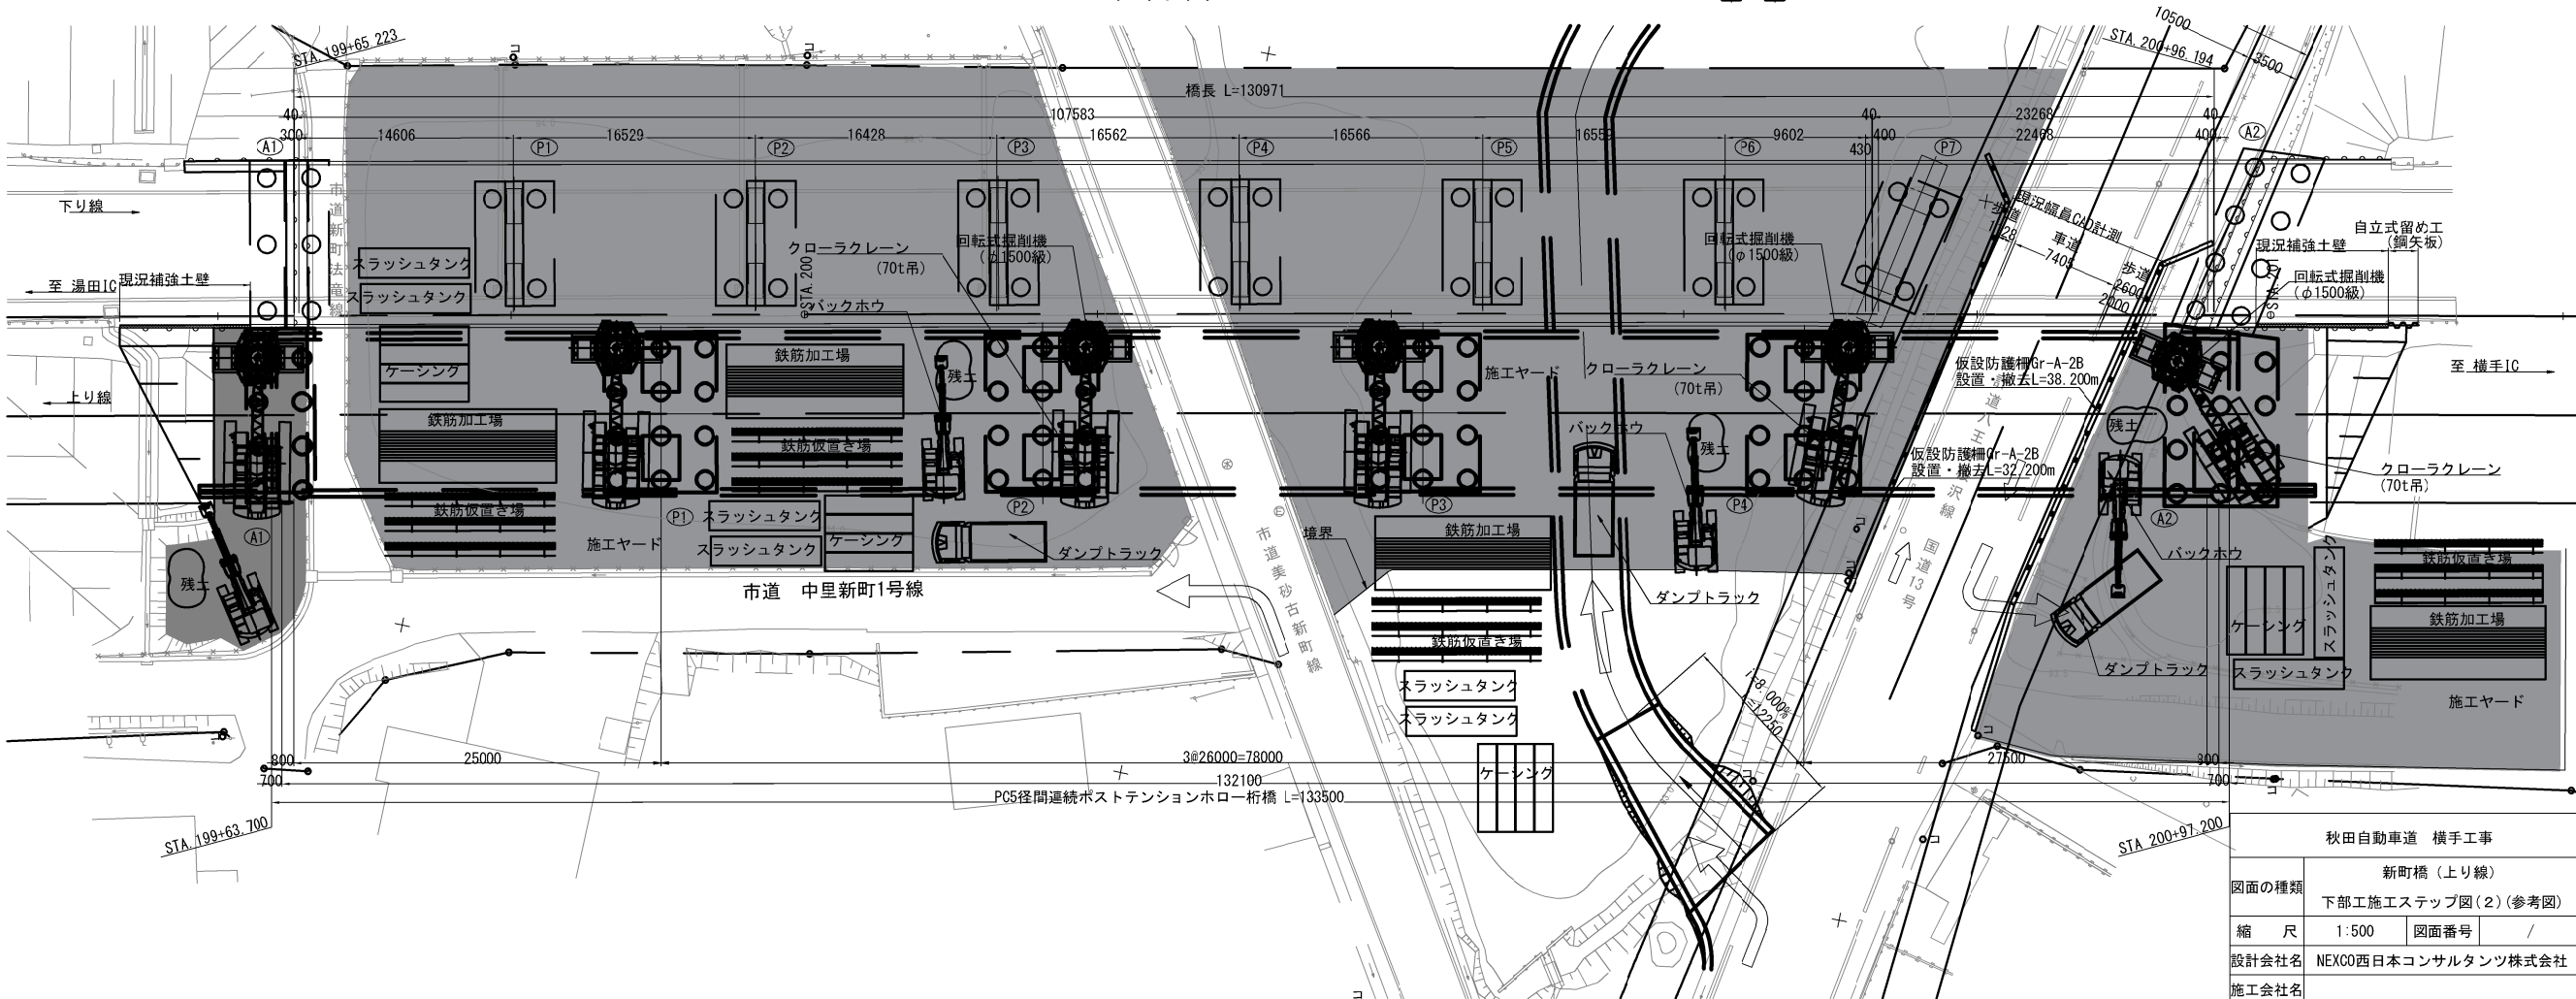 STA.199+65.223
STA.200+96.194
10500
3500
橋長 L=130971
40
107583
40
23268
40
300
14606
16529
16428
16562
16566
9602
400
430
22468
400
A1
P1
P2
P3
P4
P5
P6
P7
A2
下り線
市道新町法竜線
至 湯田IC
現況補強土壁
上り線
スラッシュタンク
スラッシュタンク
ケーシング
鉄筋加工場
鉄筋仮置き場
STA.200
クローラクレーン
(70t吊)
バックホウ
回転式掘削機
(φ1500級)
鉄筋加工場
残土
鉄筋仮置き場
回転式掘削機
(φ1500級)
施工ヤード
クローラクレーン
(70t吊)
バックホウ
残土
現況幅員CAD計測
歩道
車道
7405
歩道
2600
2000
自立式留め工
(鋼矢板)
現況補強土壁
回転式掘削機
(φ1500級)
仮設防護柵Gr-A-2B
設置・撤去L=38.200m
至 横手IC
残土
仮設防護柵Gr-A-2B
設置・撤去L=32.200m
クローラクレーン
(70t吊)
A1
残土
P1
スラッシュタンク
スラッシュタンク
ケーシング
P2
ダンプトラック
施工ヤード
市道 中里新町1号線
市道美砂古新町線
境界
P3
鉄筋加工場
鉄筋仮置き場
スラッシュタンク
スラッシュタンク
ケーシング
P4
ダンプトラック
国道13号
A2
バックホウ
ダンプトラック
ケーシング
スラッシュタンク
スラッシュタンク
鉄筋仮置き場
鉄筋加工場
施工ヤード
i=8.000%
L=12250
800
25000
3@26000=78000
27500
800
700
132100
700
PC5径間連続ポストテンションホロー桁橋 L=133500
STA.199+63.700
STA 200+97.200
秋田自動車道 横手工事
図面の種類
新町橋(上り線)
下部工施工ステップ図(2)(参考図)
縮 尺
1:500
図面番号
/
設計会社名
NEXCO西日本コンサルタンツ株式会社
施工会社名